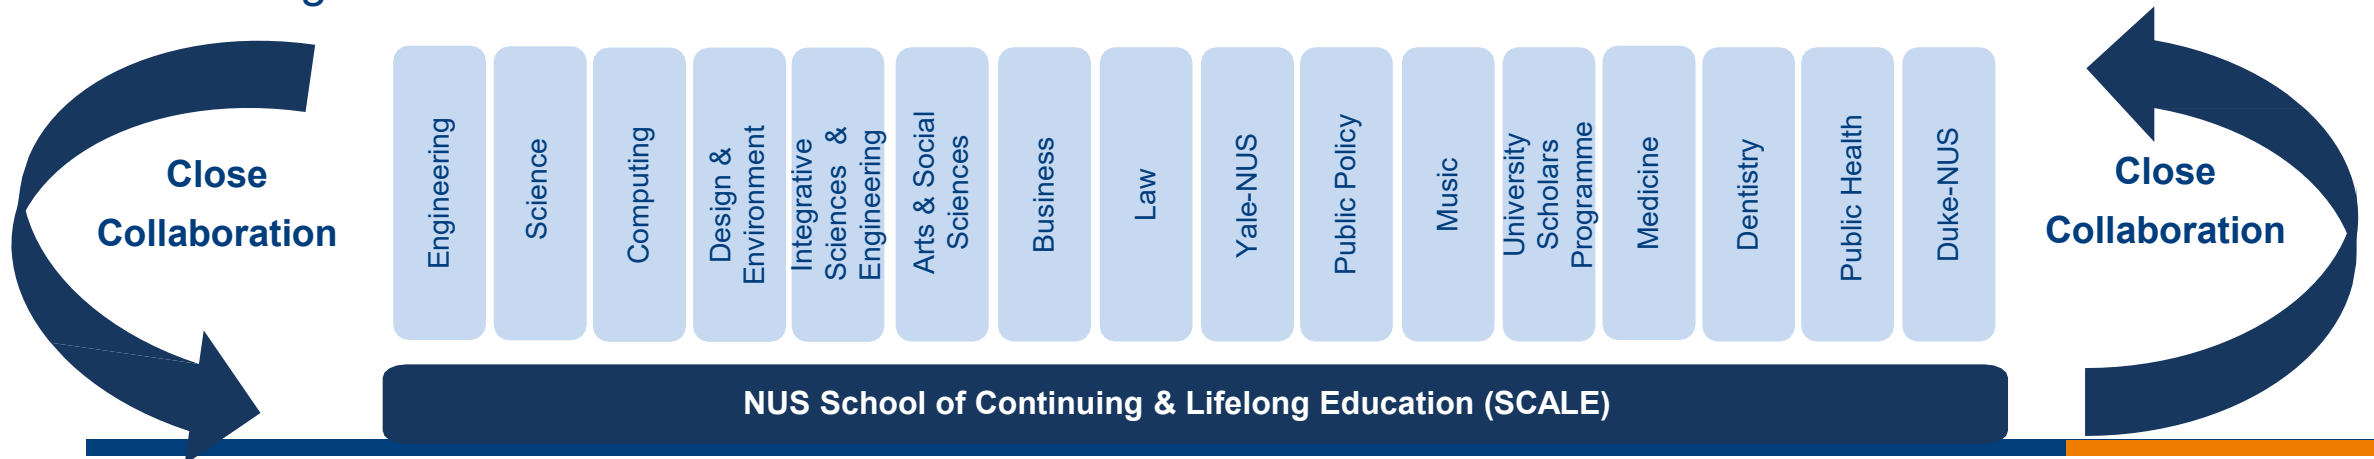 Close
Collaboration
Engineering
Science
Computing
Design &
Environment
Integrative
Sciences &
Engineering
Arts & Social
Sciences
Business
Law
Yale-NUS
Public Policy
Music
University
Scholars
Programme
Medicine
Dentistry
Public Health
Duke-NUS
Close
Collaboration
NUS School of Continuing & Lifelong Education (SCALE)